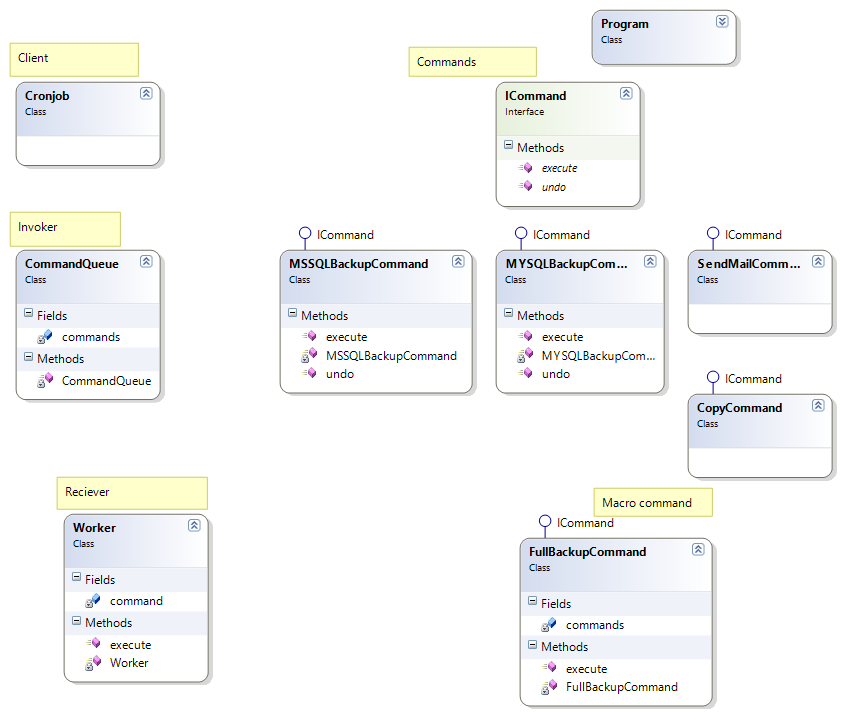 Program
Class
Client
Commands
Cronjob
Class
ICommand
Interface
Methods
execute
undo
Invoker
CommandQueue
Class
Fields
commands
Methods
CommandQueue
ICommand
MSSQLBackupCommand
Class
Methods
execute
MSSQLBackupCommand
undo
ICommand
MYSQLBackupCom...
Class
Methods
execute
MYSQLBackupCom...
undo
ICommand
SendMailComm...
Class
ICommand
CopyCommand
Class
Reciever
Worker
Class
Fields
command
Methods
execute
Worker
Macro command
ICommand
FullBackupCommand
Class
Fields
commands
Methods
execute
FullBackupCommand